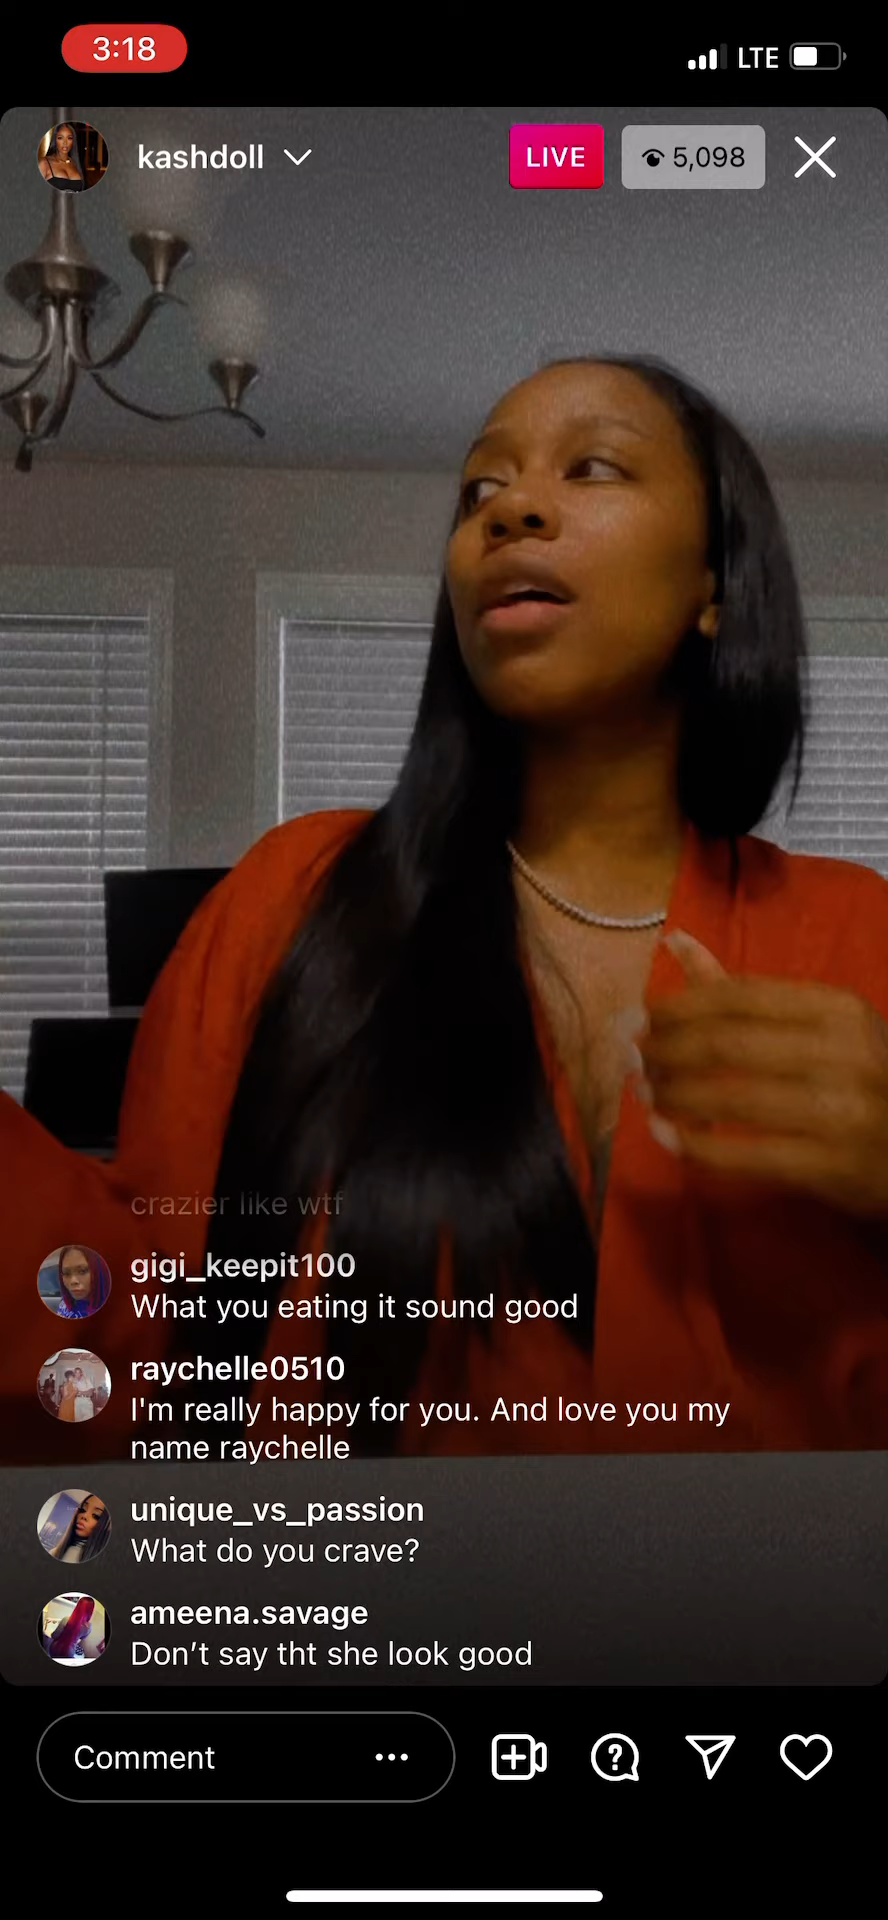 3:18
LTE
kashdoll
LIVE
5,098
crazier like wtf
gigi_keepit100
What you eating it sound good
raychelle0510
I'm really happy for you. And love you my
name raychelle
unique_vs_passion
What do you crave?
ameena.savage
Don’t say tht she look good
Comment